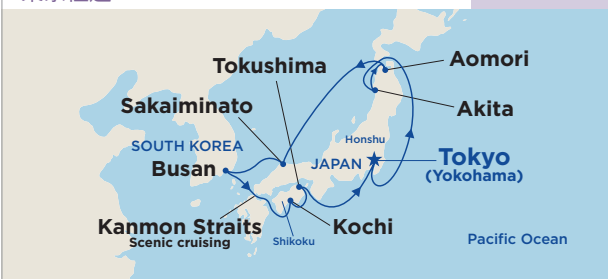 Tokushima
Aomori
Sakaiminato
Akita
Honshu
SOUTH KOREA
Busan
JAPAN
Tokyo
(Yokohama)
Kanmon Straits
Scenic cruising
Kochi
Shikoku
Pacific Ocean